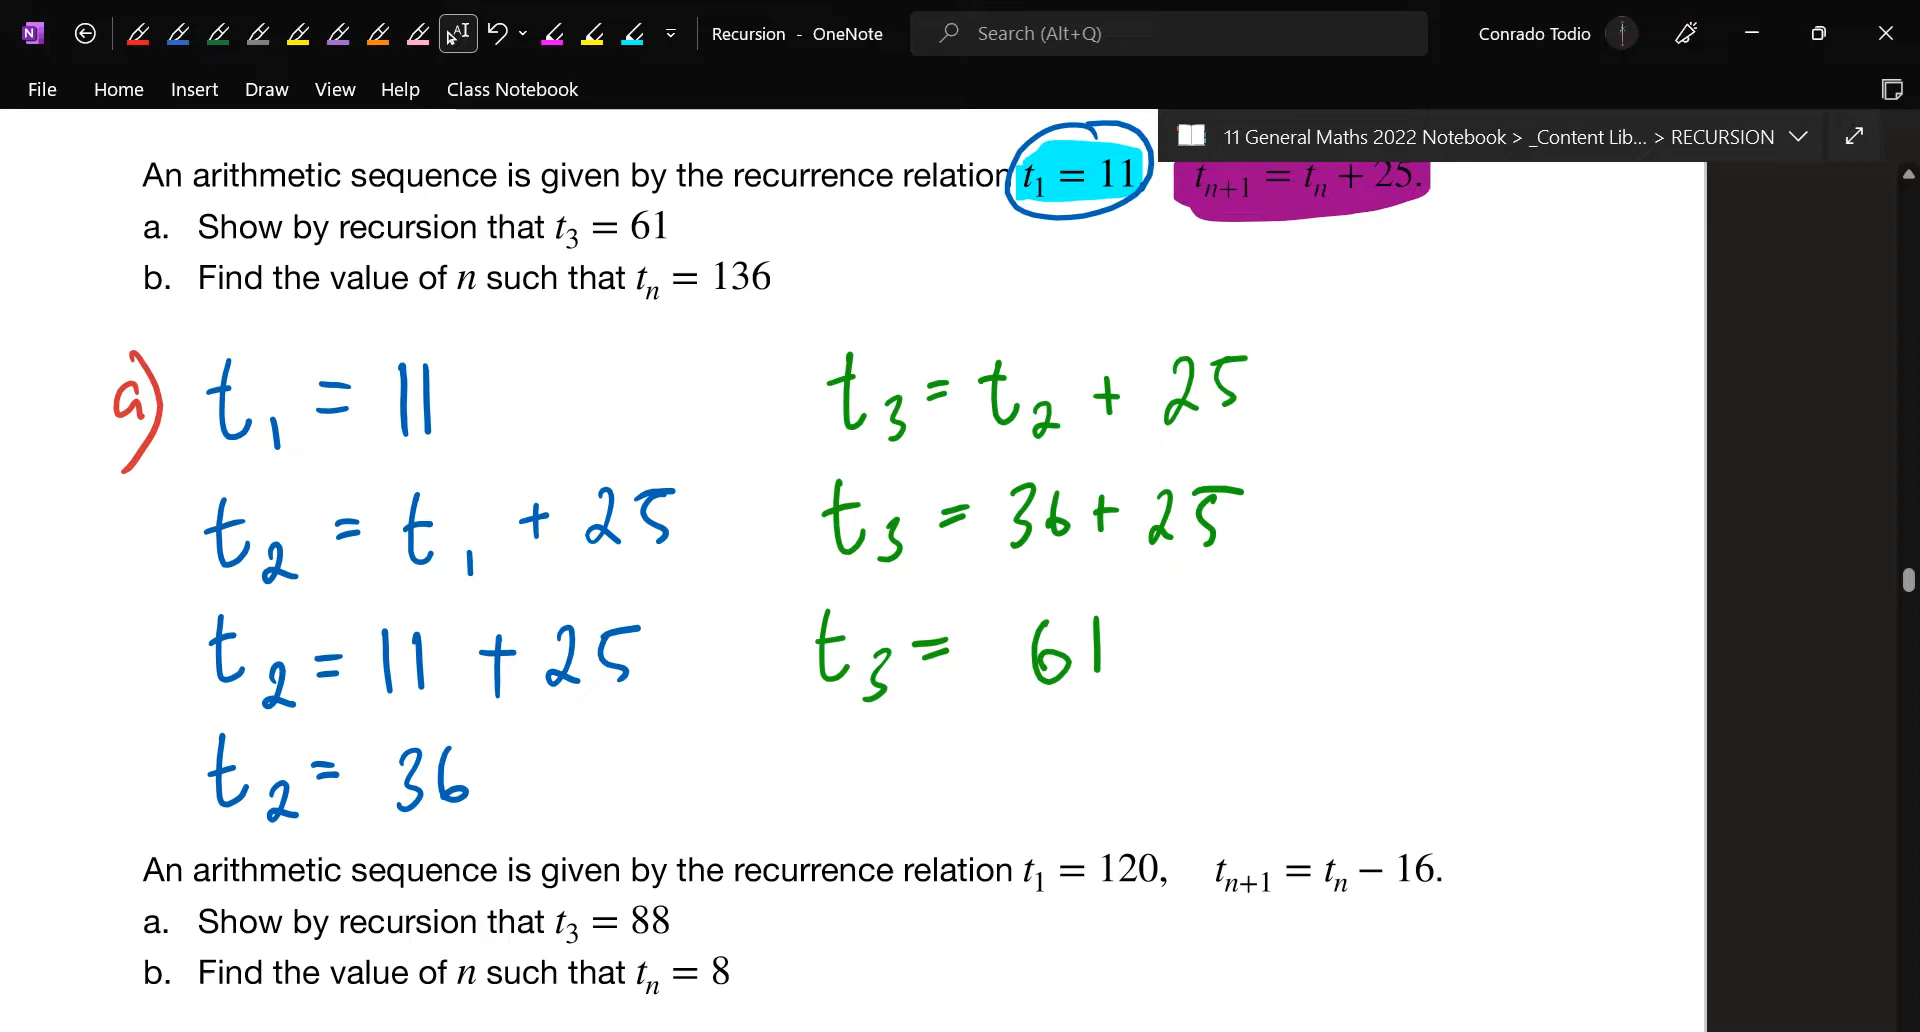 Recursion - OneNote
Search (Alt+Q)
Conrado Todio
File Home Insert Draw View Help Class Notebook
11 General Maths 2022 Notebook > _Content Lib... > RECURSION
An arithmetic sequence is given by the recurrence relation t₁ = 11 tₙ₊₁ = tₙ + 25.
a. Show by recursion that t₃ = 61
b. Find the value of n such that tₙ = 136
a) t₁ = 11
t₂ = t₁ + 25
t₂ = 11 + 25
t₂ = 36
t₃ = t₂ + 25
t₃ = 36 + 25
t₃ = 61
An arithmetic sequence is given by the recurrence relation t₁ = 120, tₙ₊₁ = tₙ − 16.
a. Show by recursion that t₃ = 88
b. Find the value of n such that tₙ = 8